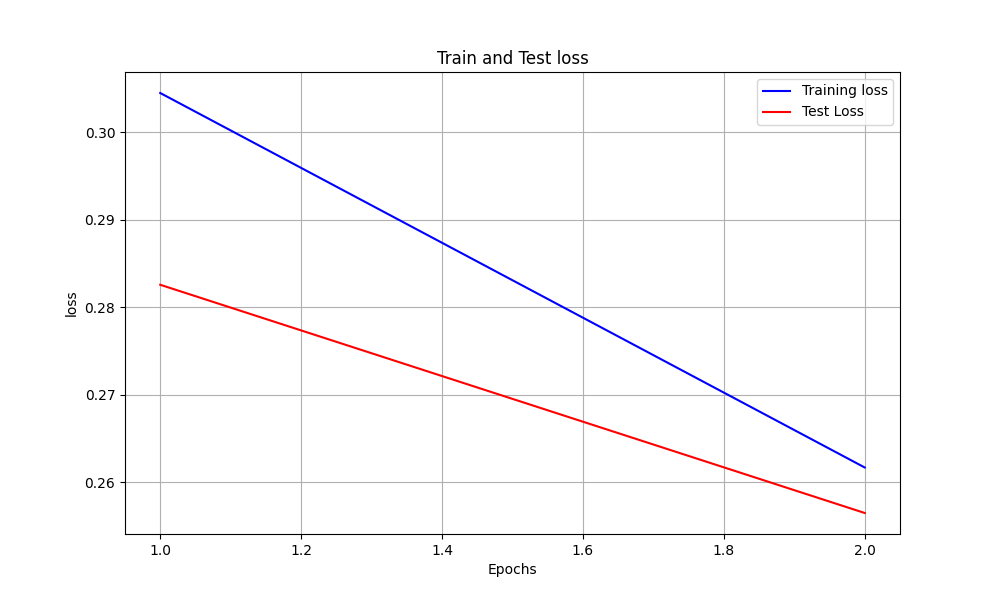 Train and Test loss
Training loss
Test Loss
0.30
0.29
0.28
0.27
0.26
loss
1.0 1.2 1.4 1.6 1.8 2.0
Epochs